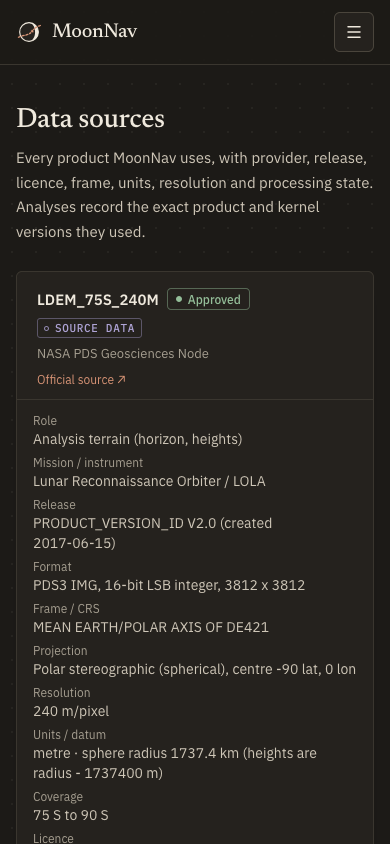 MoonNav
Data sources
Every product MoonNav uses, with provider, release,
licence, frame, units, resolution and processing state.
Analyses record the exact product and kernel
versions they used.
LDEM_75S_240M
Approved
SOURCE DATA
NASA PDS Geosciences Node
Official source ↗
Role
Analysis terrain (horizon, heights)
Mission / instrument
Lunar Reconnaissance Orbiter / LOLA
Release
PRODUCT_VERSION_ID V2.0 (created
2017-06-15)
Format
PDS3 IMG, 16-bit LSB integer, 3812 x 3812
Frame / CRS
MEAN EARTH/POLAR AXIS OF DE421
Projection
Polar stereographic (spherical), centre -90 lat, 0 lon
Resolution
240 m/pixel
Units / datum
metre · sphere radius 1737.4 km (heights are
radius - 1737400 m)
Coverage
75 S to 90 S
Licence